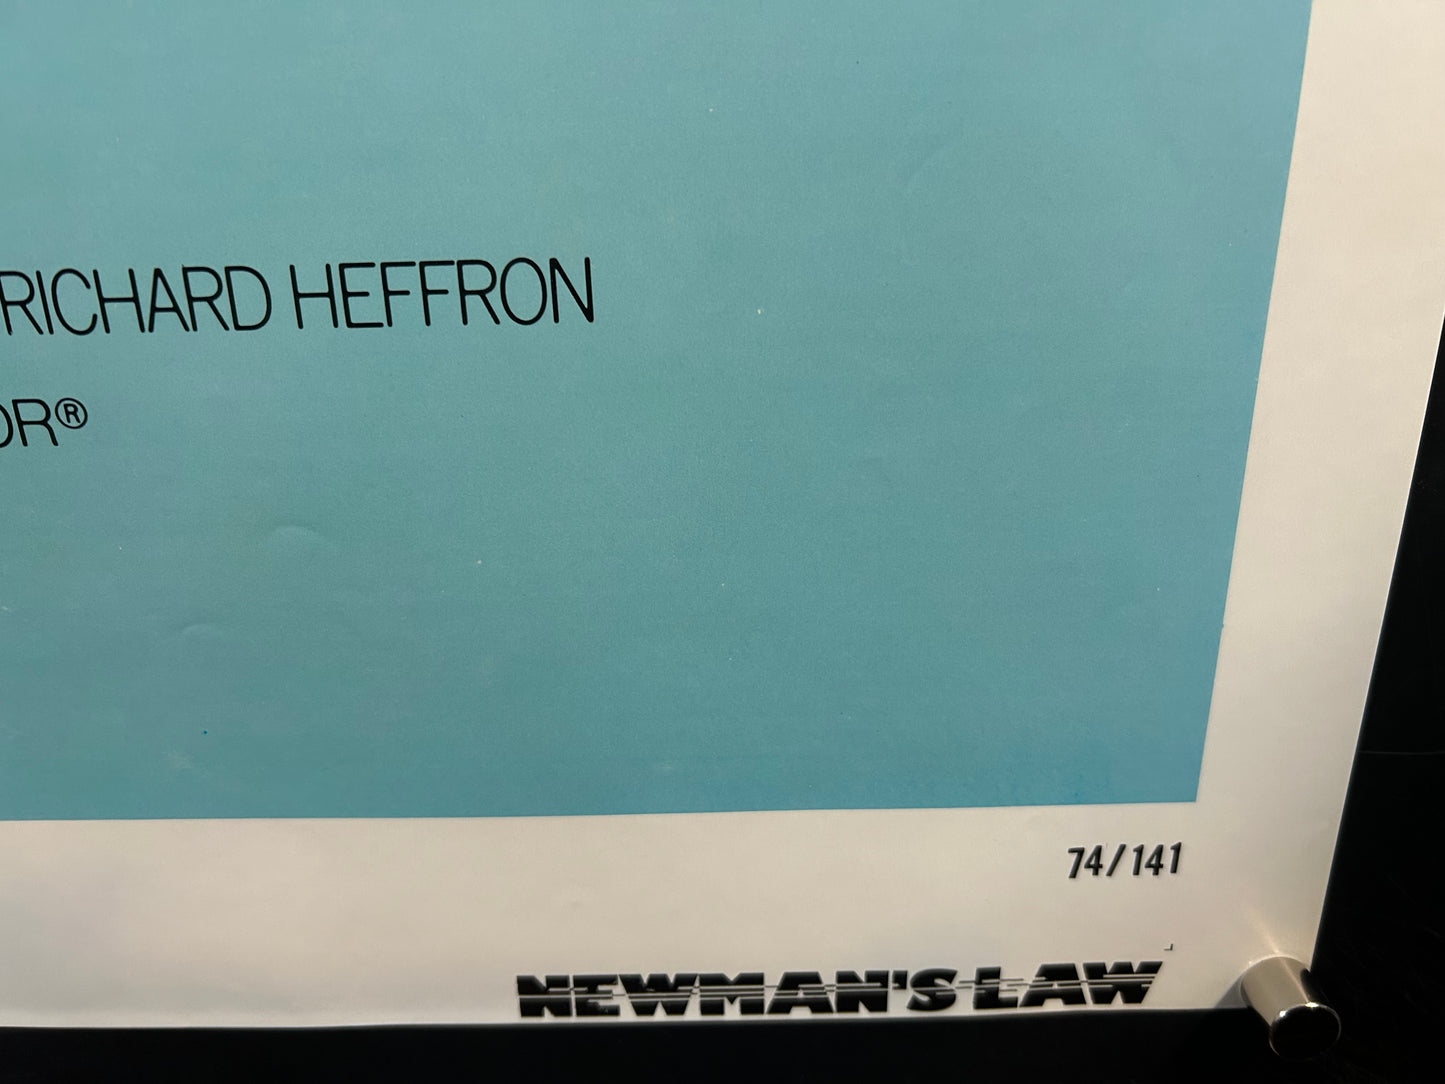 RICHARD HEFFRON
OR®
74/141
NEWMAN'S LAW